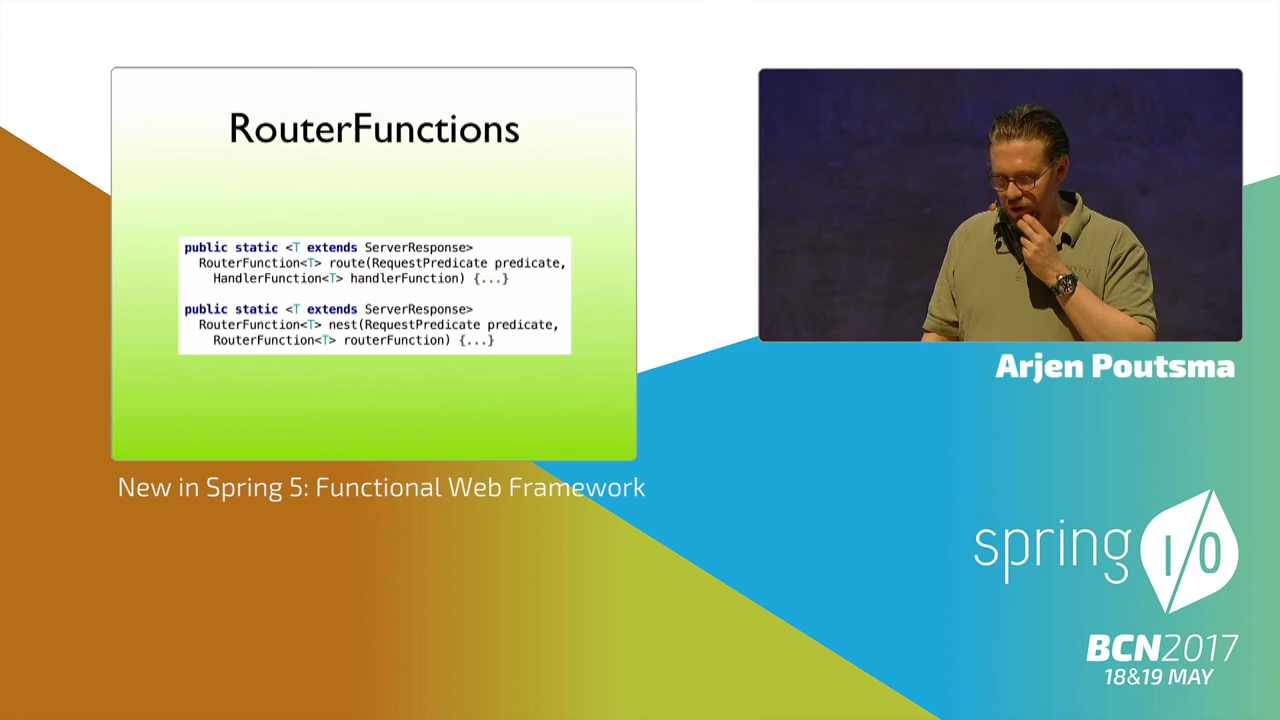 RouterFunctions
public static <T extends ServerResponse>
RouterFunction<T> route(RequestPredicate predicate,
HandlerFunction<T> handlerFunction) {...}
public static <T extends ServerResponse>
RouterFunction<T> nest(RequestPredicate predicate,
RouterFunction<T> routerFunction) {...}
New in Spring 5: Functional Web Framework
Arjen Poutsma
spring I/O
BCN2017
18&19 MAY